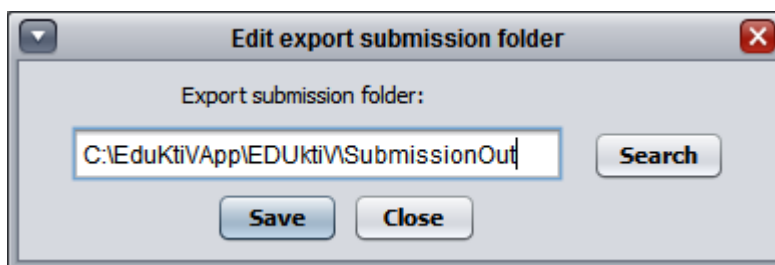 Edit export submission folder
Export submission folder:
C:\EduKtiVApp\EDUktiV\SubmissionOut
Search
Save Close